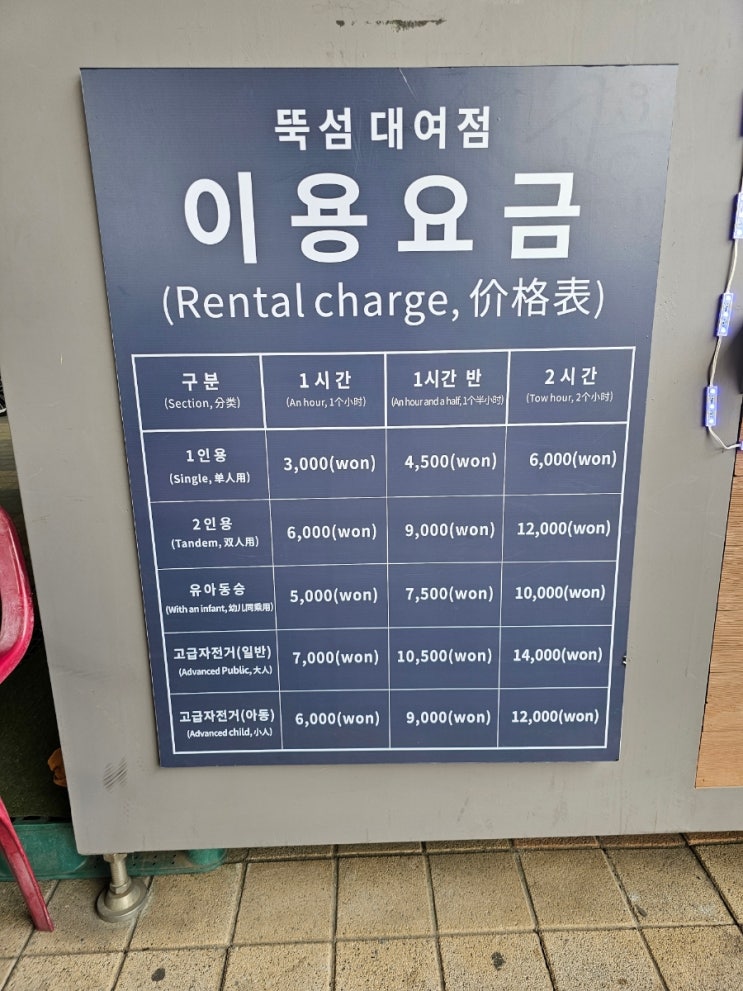 뚝섬 대여점
이용요금
(Rental charge, 价格表)
구분 1시간 1시간 반 2시간
(Section, 分类) (An hour, 1个小时) (An hour and a half, 1个半小时) (Tow hour, 2个小时)
1인용
(Single, 单人用) 3,000(won) 4,500(won) 6,000(won)
2인용
(Tandem, 双人用) 6,000(won) 9,000(won) 12,000(won)
유아동승
(With an infant, 幼儿同乘用) 5,000(won) 7,500(won) 10,000(won)
고급자전거(일반)
(Advanced Public, 大人) 7,000(won) 10,500(won) 14,000(won)
고급자전거(아동)
(Advanced child, 小人) 6,000(won) 9,000(won) 12,000(won)